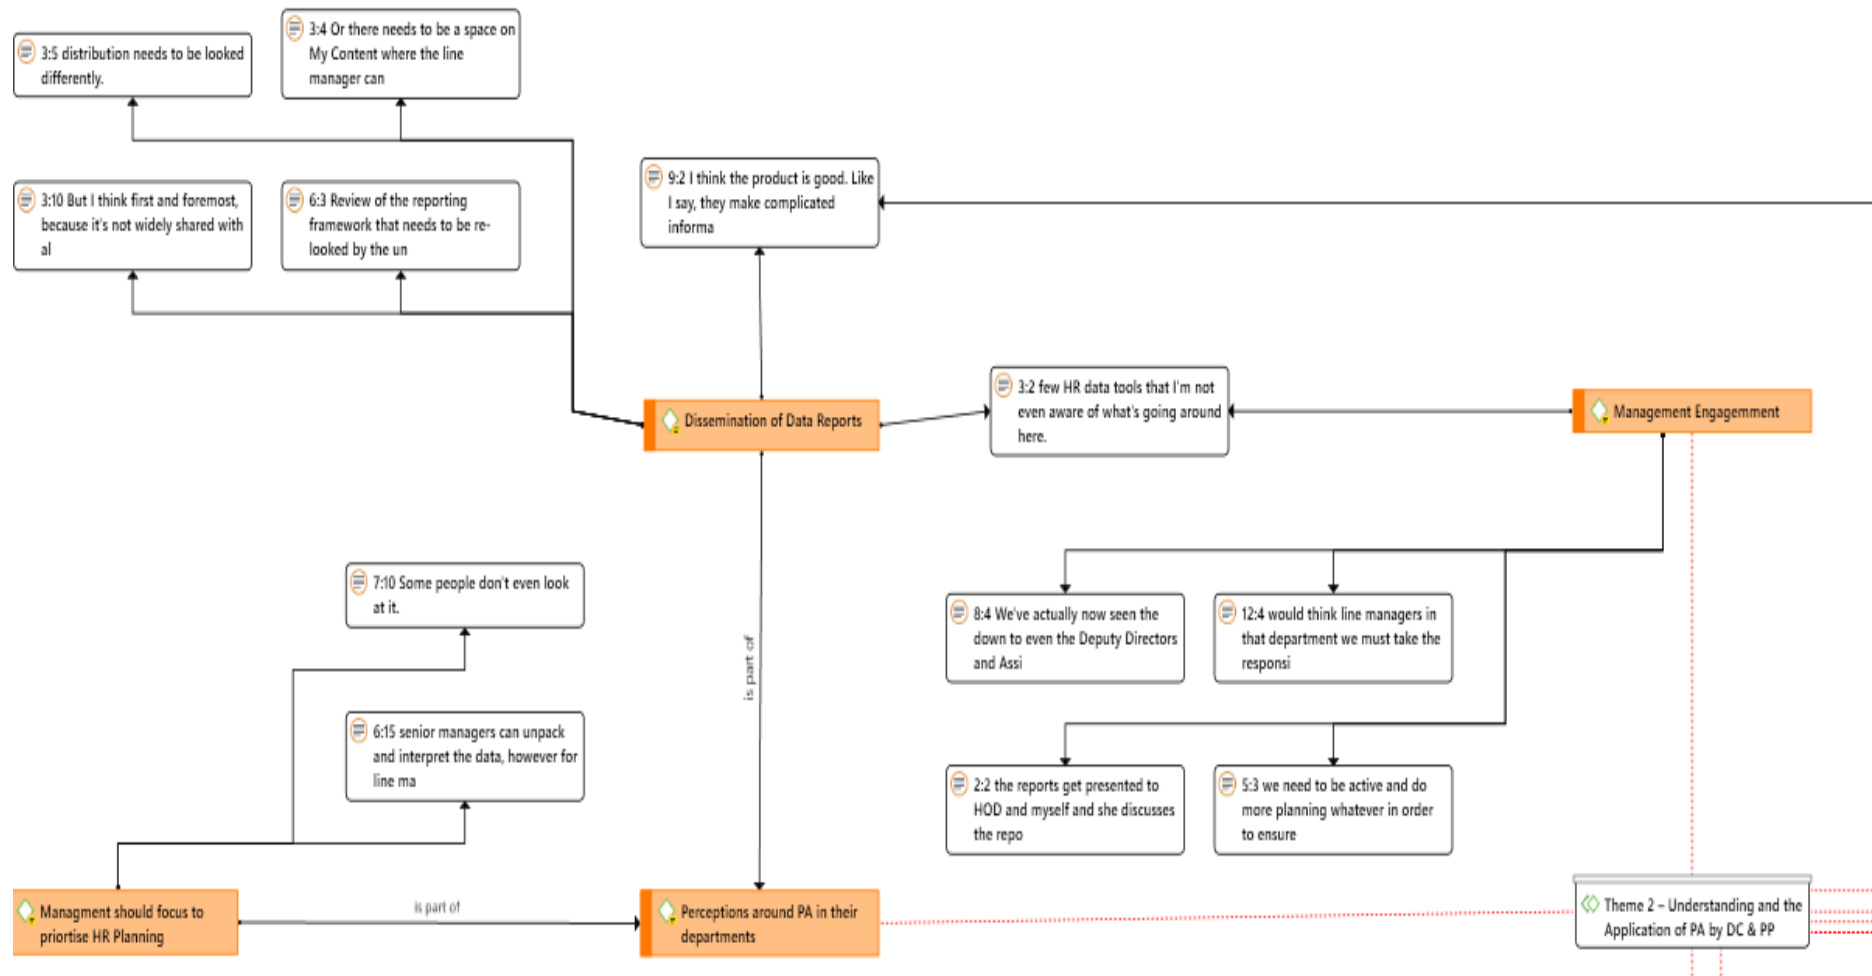 3:5 distribution needs to be looked
differently.
3:4 Or there needs to be a space on
My Content where the line
manager can
3:10 But I think first and foremost,
because it's not widely shared with
al
6:3 Review of the reporting
framework that needs to be re-
looked by the un
9:2 I think the product is good. Like
I say, they make complicated
informa
Dissemination of Data Reports
3:2 few HR data tools that I'm not
even aware of what's going around
here.
Management Engagemment
7:10 Some people don't even look
at it.
6:15 senior managers can unpack
and interpret the data, however for
line ma
is part of
8:4 We've actually now seen the
down to even the Deputy Directors
and Assi
12:4 would think line managers in
that department we must take the
responsi
2:2 the reports get presented to
HOD and myself and she discusses
the repo
5:3 we need to be active and do
more planning whatever in order
to ensure
Managment should focus to
priortise HR Planning
is part of
Perceptions around PA in their
departments
Theme 2 – Understanding and the
Application of PA by DC & PP